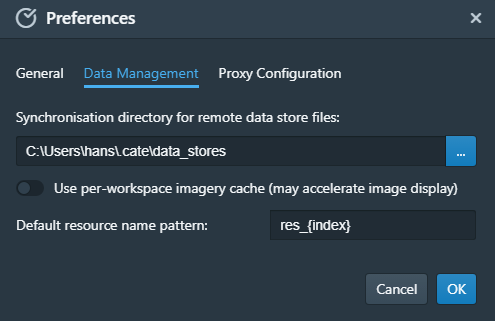 Preferences
General Data Management Proxy Configuration
Synchronisation directory for remote data store files:
C:\Users\hans\.cate\data_stores ...
Use per-workspace imagery cache (may accelerate image display)
Default resource name pattern: res_{index}
Cancel OK